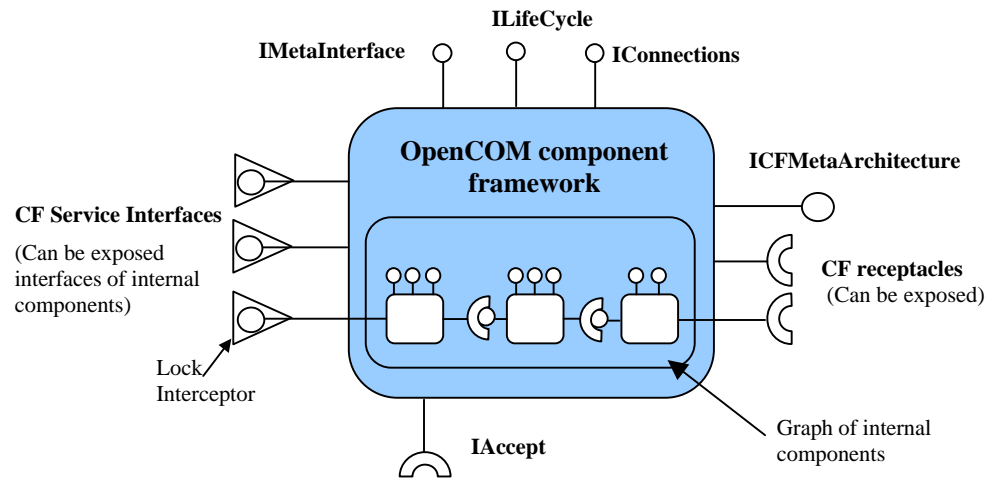 ILifeCycle
IMetaInterface
IConnections
OpenCOM component
framework
ICFMetaArchitecture
CF Service Interfaces
(Can be exposed
interfaces of internal
components)
CF receptacles
(Can be exposed)
Lock
Interceptor
IAccept
Graph of internal
components